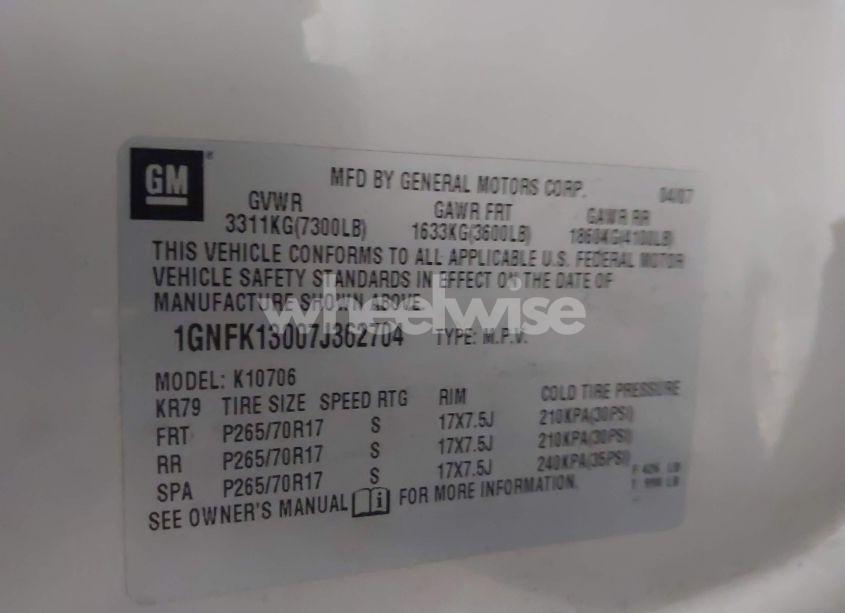 GM
MFD BY GENERAL MOTORS CORP. 04/07
GVWR GAWR FRT GAWR RR
3311KG(7300LB) 1633KG(3600LB) 1860KG(4100LB)
THIS VEHICLE CONFORMS TO ALL APPLICABLE U.S. FEDERAL MOTOR
VEHICLE SAFETY STANDARDS IN EFFECT ON THE DATE OF
MANUFACTURE SHOWN ABOVE
wheelwise
1GNFK13007J362704 TYPE: M.P.V.
MODEL: K10706
KR79 TIRE SIZE SPEED RTG RIM COLD TIRE PRESSURE
FRT P265/70R17 S 17X7.5J 210KPA(30PSI)
RR P265/70R17 S 17X7.5J 210KPA(30PSI)
SPA P265/70R17 S 17X7.5J 240KPA(35PSI)
SEE OWNER'S MANUAL FOR MORE INFORMATION.